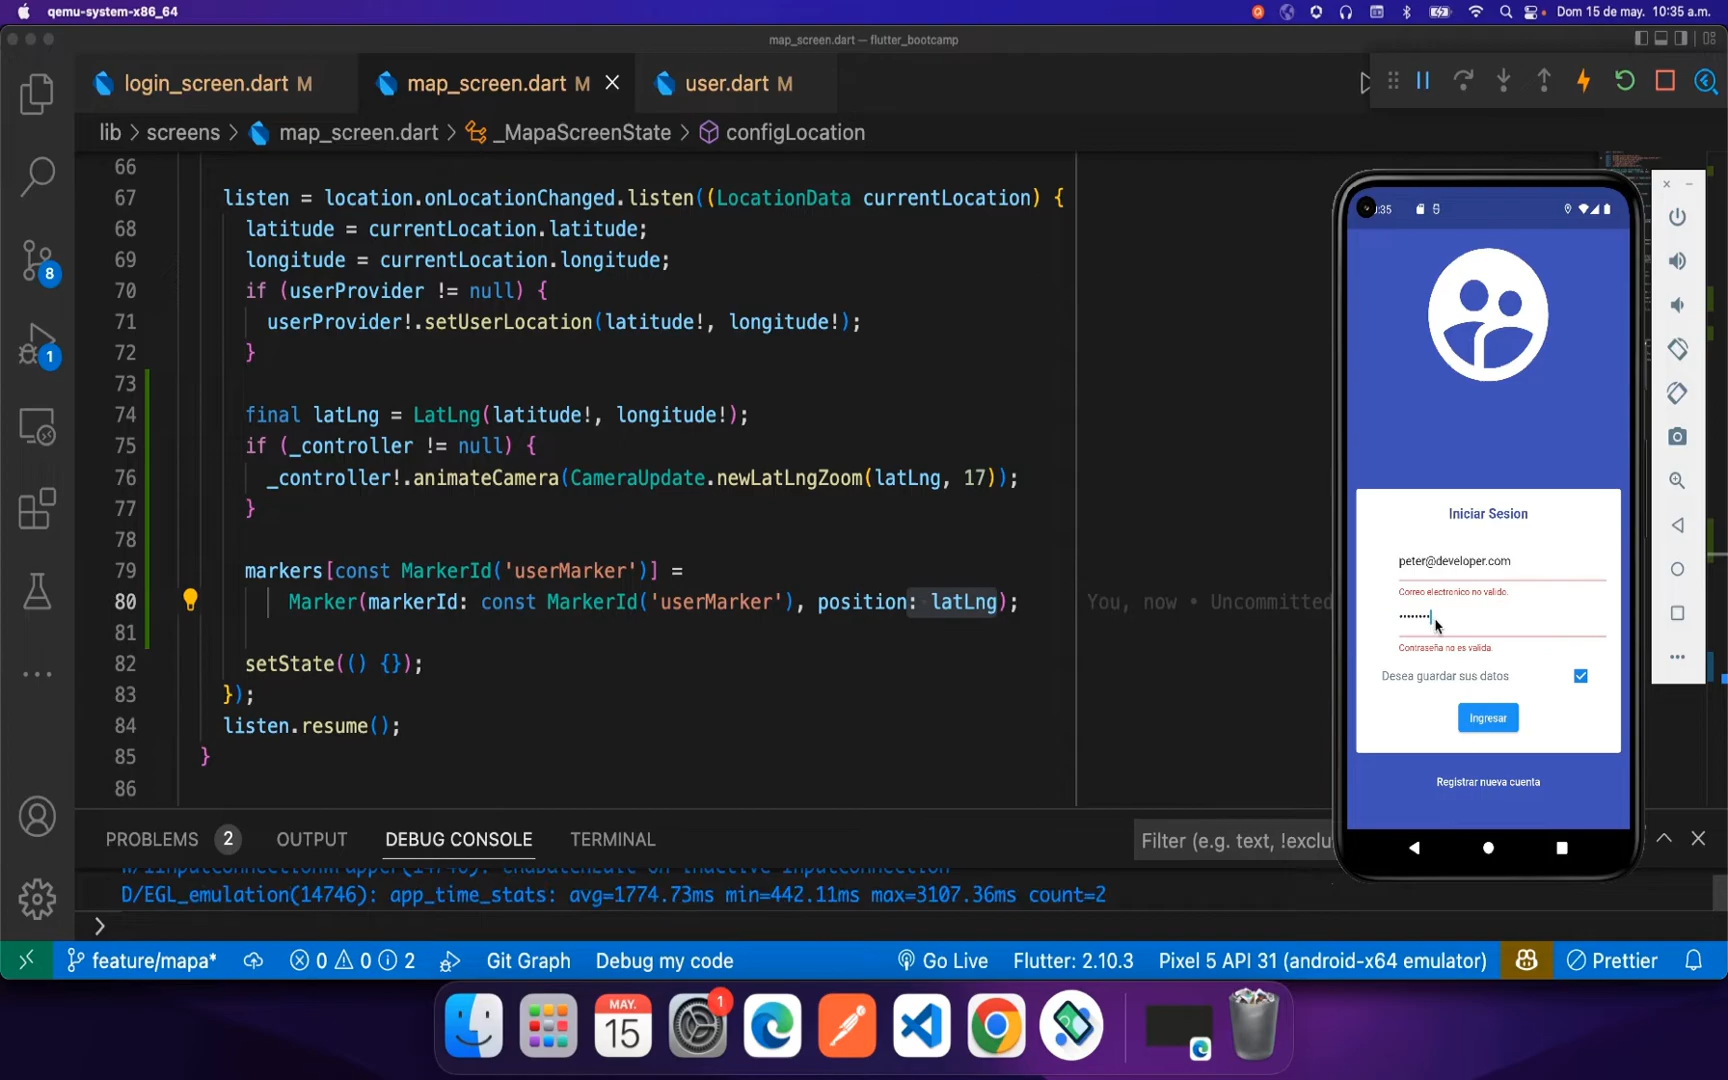 qemu-system-x86_64
Dom 15 de may. 10:35 a.m.
map_screen.dart — flutter_bootcamp
login_screen.dart M
map_screen.dart M
user.dart M
lib > screens > map_screen.dart > _MapaScreenState > configLocation
66
67 listen = location.onLocationChanged.listen((LocationData currentLocation) {
68 latitude = currentLocation.latitude;
69 longitude = currentLocation.longitude;
70 if (userProvider != null) {
71 userProvider!.setUserLocation(latitude!, longitude!);
72 }
73
74 final latLng = LatLng(latitude!, longitude!);
75 if (_controller != null) {
76 _controller!.animateCamera(CameraUpdate.newLatLngZoom(latLng, 17));
77 }
78
79 markers[const MarkerId('userMarker')] =
80 Marker(markerId: const MarkerId('userMarker'), position: latLng);
You, now • Uncommitted
81
82 setState(() {});
83 });
84 listen.resume();
85 }
86
8
1
:35
Iniciar Sesion
peter@developer.com
Correo electronico no valido.
••••••••
Contraseña no es valida.
Desea guardar sus datos
Ingresar
Registrar nueva cuenta
PROBLEMS 2 OUTPUT DEBUG CONSOLE TERMINAL
Filter (e.g. text, !exclu
D/EGL_emulation(14746): app_time_stats: avg=1774.73ms min=442.11ms max=3107.36ms count=2
>
feature/mapa* 0 0 2 Git Graph Debug my code Go Live Flutter: 2.10.3 Pixel 5 API 31 (android-x64 emulator) Prettier
MAY.
15
1